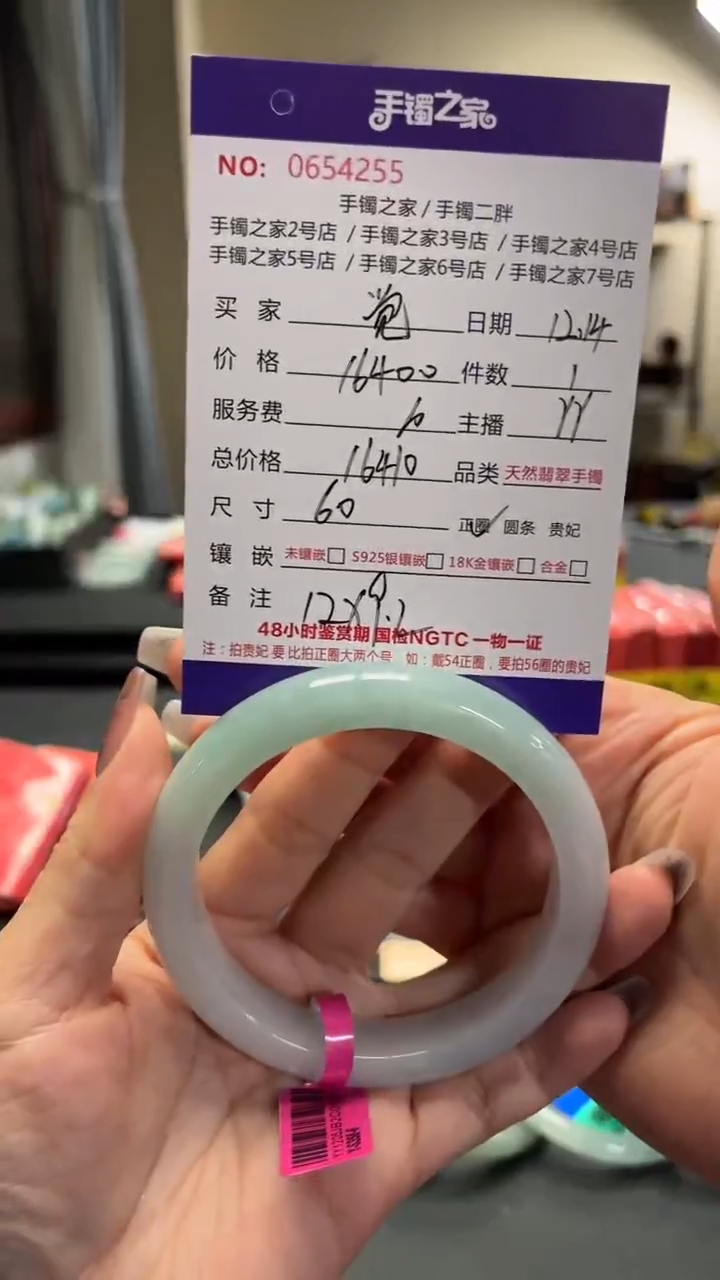 手镯之家
NO: 0654255
手镯之家 / 手镯二胖
手镯之家2号店 / 手镯之家3号店 / 手镯之家4号店
手镯之家5号店 / 手镯之家6号店 / 手镯之家7号店
买家 觉 日期 12.14
价格 16400 件数 1
服务费 10 主播 YY
总价格 16410 品类 天然翡翠手镯
尺寸 60 正圈 圆条 贵妃
镶嵌 未镶嵌 S925银镶嵌 18K金镶嵌 合金
备注 12X9.1
48小时鉴赏期 国检NGTC 一物一证
注：拍贵妃 要 比拍正圈大两个号 如：戴54正圈，要拍56圈的贵妃